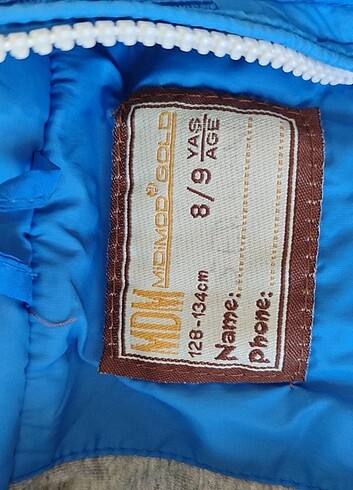 MDM
MIDIMOD GOLD
128-134cm
8/9 YAŞ AGE
Name:
Phone: